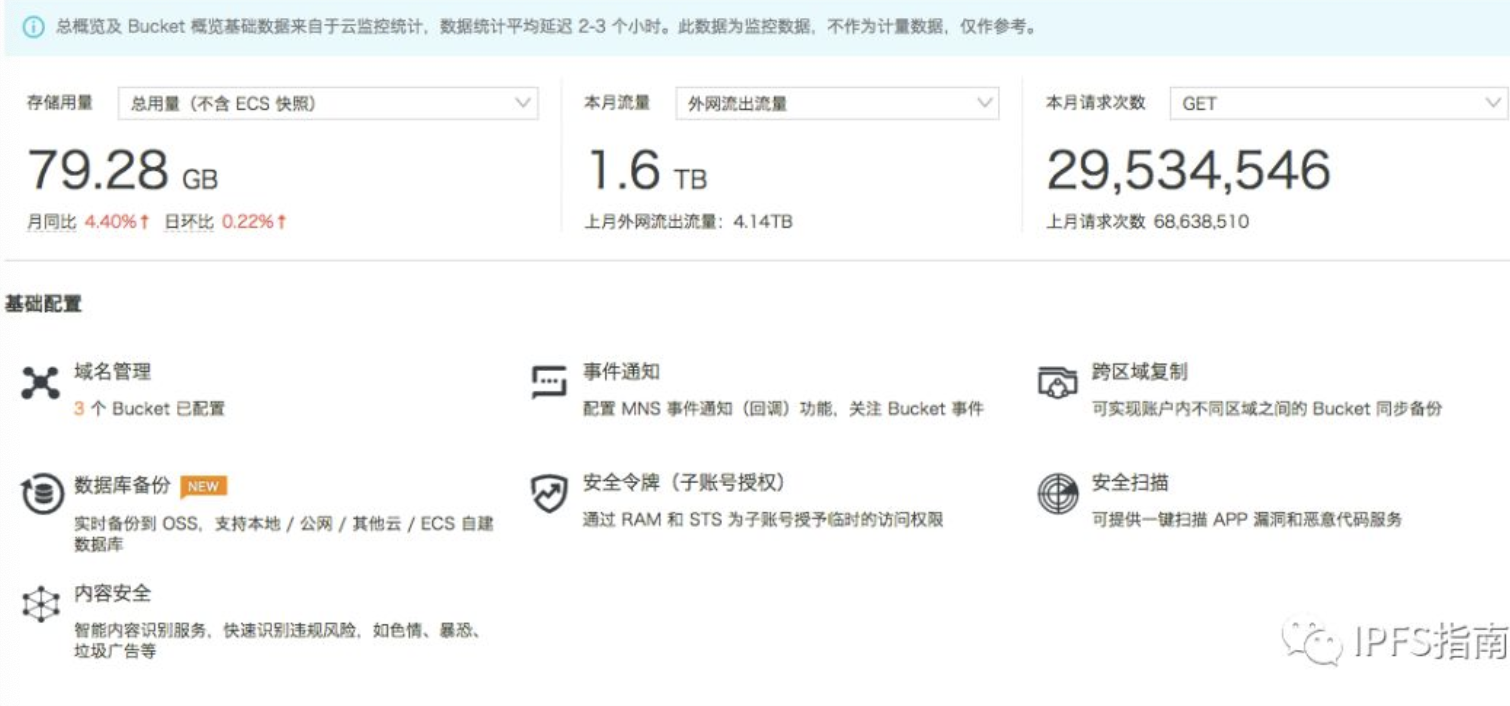 总概览及 Bucket 概览基础数据来自于云监控统计，数据统计平均延迟 2-3 个小时。此数据为监控数据，不作为计量数据，仅作参考。
存储用量 总用量（不含 ECS 快照） 本月流量 外网流出流量 本月请求次数 GET
79.28 GB 1.6 TB 29,534,546
月同比 4.40%↑ 日环比 0.22%↑ 上月外网流出流量：4.14TB 上月请求次数 68,638,510
基础配置
域名管理 事件通知 跨区域复制
3 个 Bucket 已配置 配置 MNS 事件通知（回调）功能，关注 Bucket 事件 可实现账户内不同区域之间的 Bucket 同步备份
数据库备份 NEW 安全令牌（子账号授权） 安全扫描
实时备份到 OSS，支持本地 / 公网 / 其他云 / ECS 自建 通过 RAM 和 STS 为子账号授予临时的访问权限 可提供一键扫描 APP 漏洞和恶意代码服务
数据库
内容安全
智能内容识别服务，快速识别违规风险，如色情、暴恐、
垃圾广告等
IPFS指南